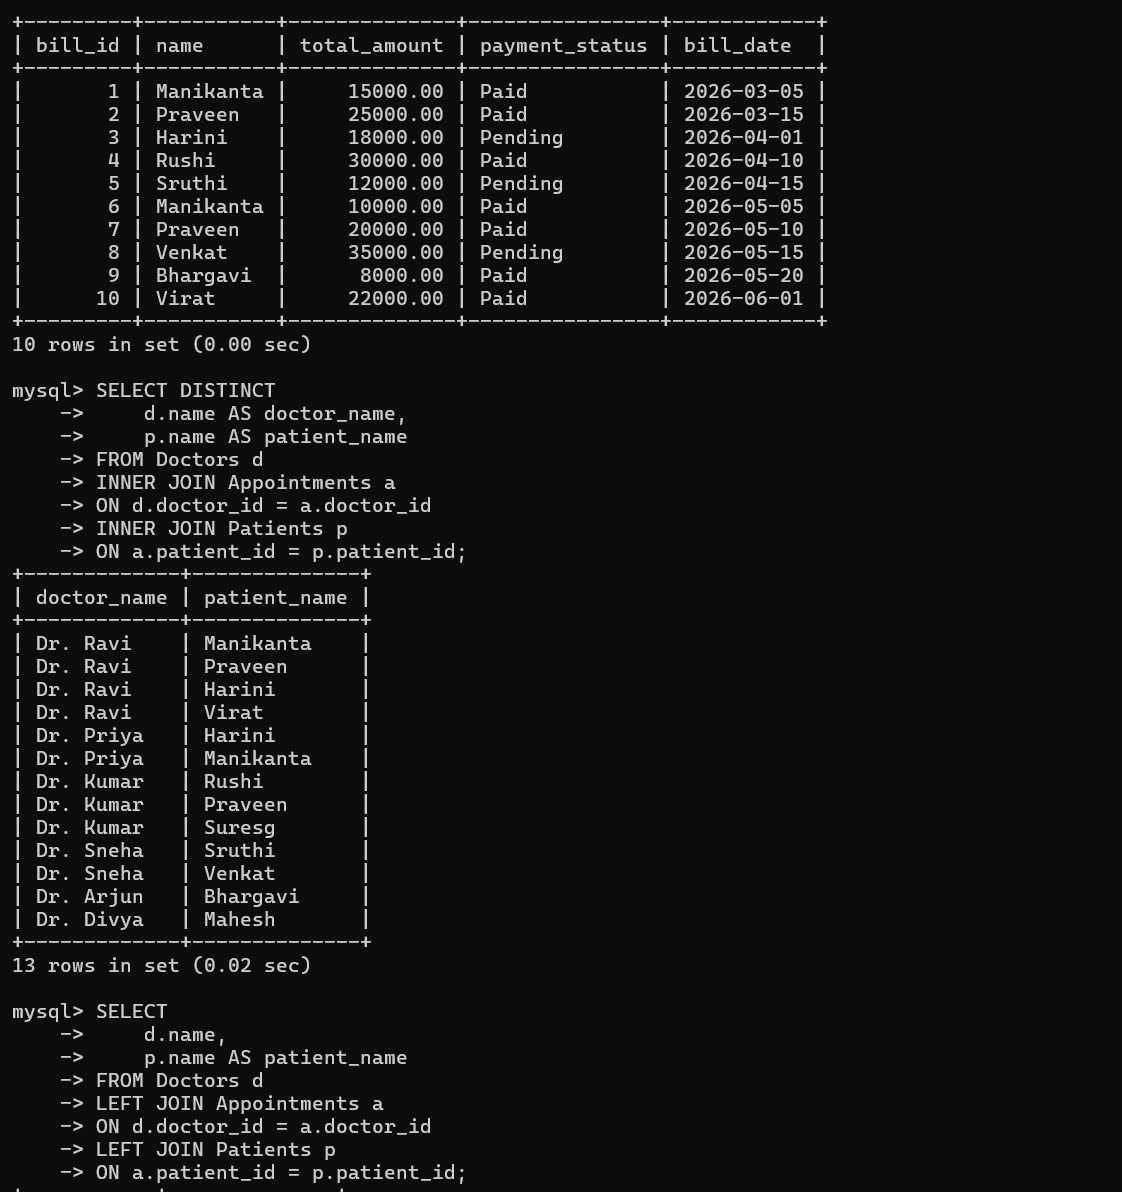 +---------+-----------+--------------+----------------+------------+
| bill_id | name      | total_amount | payment_status | bill_date  |
+---------+-----------+--------------+----------------+------------+
|       1 | Manikanta |     15000.00 | Paid           | 2026-03-05 |
|       2 | Praveen   |     25000.00 | Paid           | 2026-03-15 |
|       3 | Harini    |     18000.00 | Pending        | 2026-04-01 |
|       4 | Rushi     |     30000.00 | Paid           | 2026-04-10 |
|       5 | Sruthi    |     12000.00 | Pending        | 2026-04-15 |
|       6 | Manikanta |     10000.00 | Paid           | 2026-05-05 |
|       7 | Praveen   |     20000.00 | Paid           | 2026-05-10 |
|       8 | Venkat    |     35000.00 | Pending        | 2026-05-15 |
|       9 | Bhargavi  |      8000.00 | Paid           | 2026-05-20 |
|      10 | Virat     |     22000.00 | Paid           | 2026-06-01 |
+---------+-----------+--------------+----------------+------------+
10 rows in set (0.00 sec)

mysql> SELECT DISTINCT
    ->     d.name AS doctor_name,
    ->     p.name AS patient_name
    -> FROM Doctors d
    -> INNER JOIN Appointments a
    -> ON d.doctor_id = a.doctor_id
    -> INNER JOIN Patients p
    -> ON a.patient_id = p.patient_id;
+-------------+--------------+
| doctor_name | patient_name |
+-------------+--------------+
| Dr. Ravi    | Manikanta    |
| Dr. Ravi    | Praveen      |
| Dr. Ravi    | Harini       |
| Dr. Ravi    | Virat        |
| Dr. Priya   | Harini       |
| Dr. Priya   | Manikanta    |
| Dr. Kumar   | Rushi        |
| Dr. Kumar   | Praveen      |
| Dr. Kumar   | Suresg       |
| Dr. Sneha   | Sruthi       |
| Dr. Sneha   | Venkat       |
| Dr. Arjun   | Bhargavi     |
| Dr. Divya   | Mahesh       |
+-------------+--------------+
13 rows in set (0.02 sec)

mysql> SELECT
    ->     d.name,
    ->     p.name AS patient_name
    -> FROM Doctors d
    -> LEFT JOIN Appointments a
    -> ON d.doctor_id = a.doctor_id
    -> LEFT JOIN Patients p
    -> ON a.patient_id = p.patient_id;